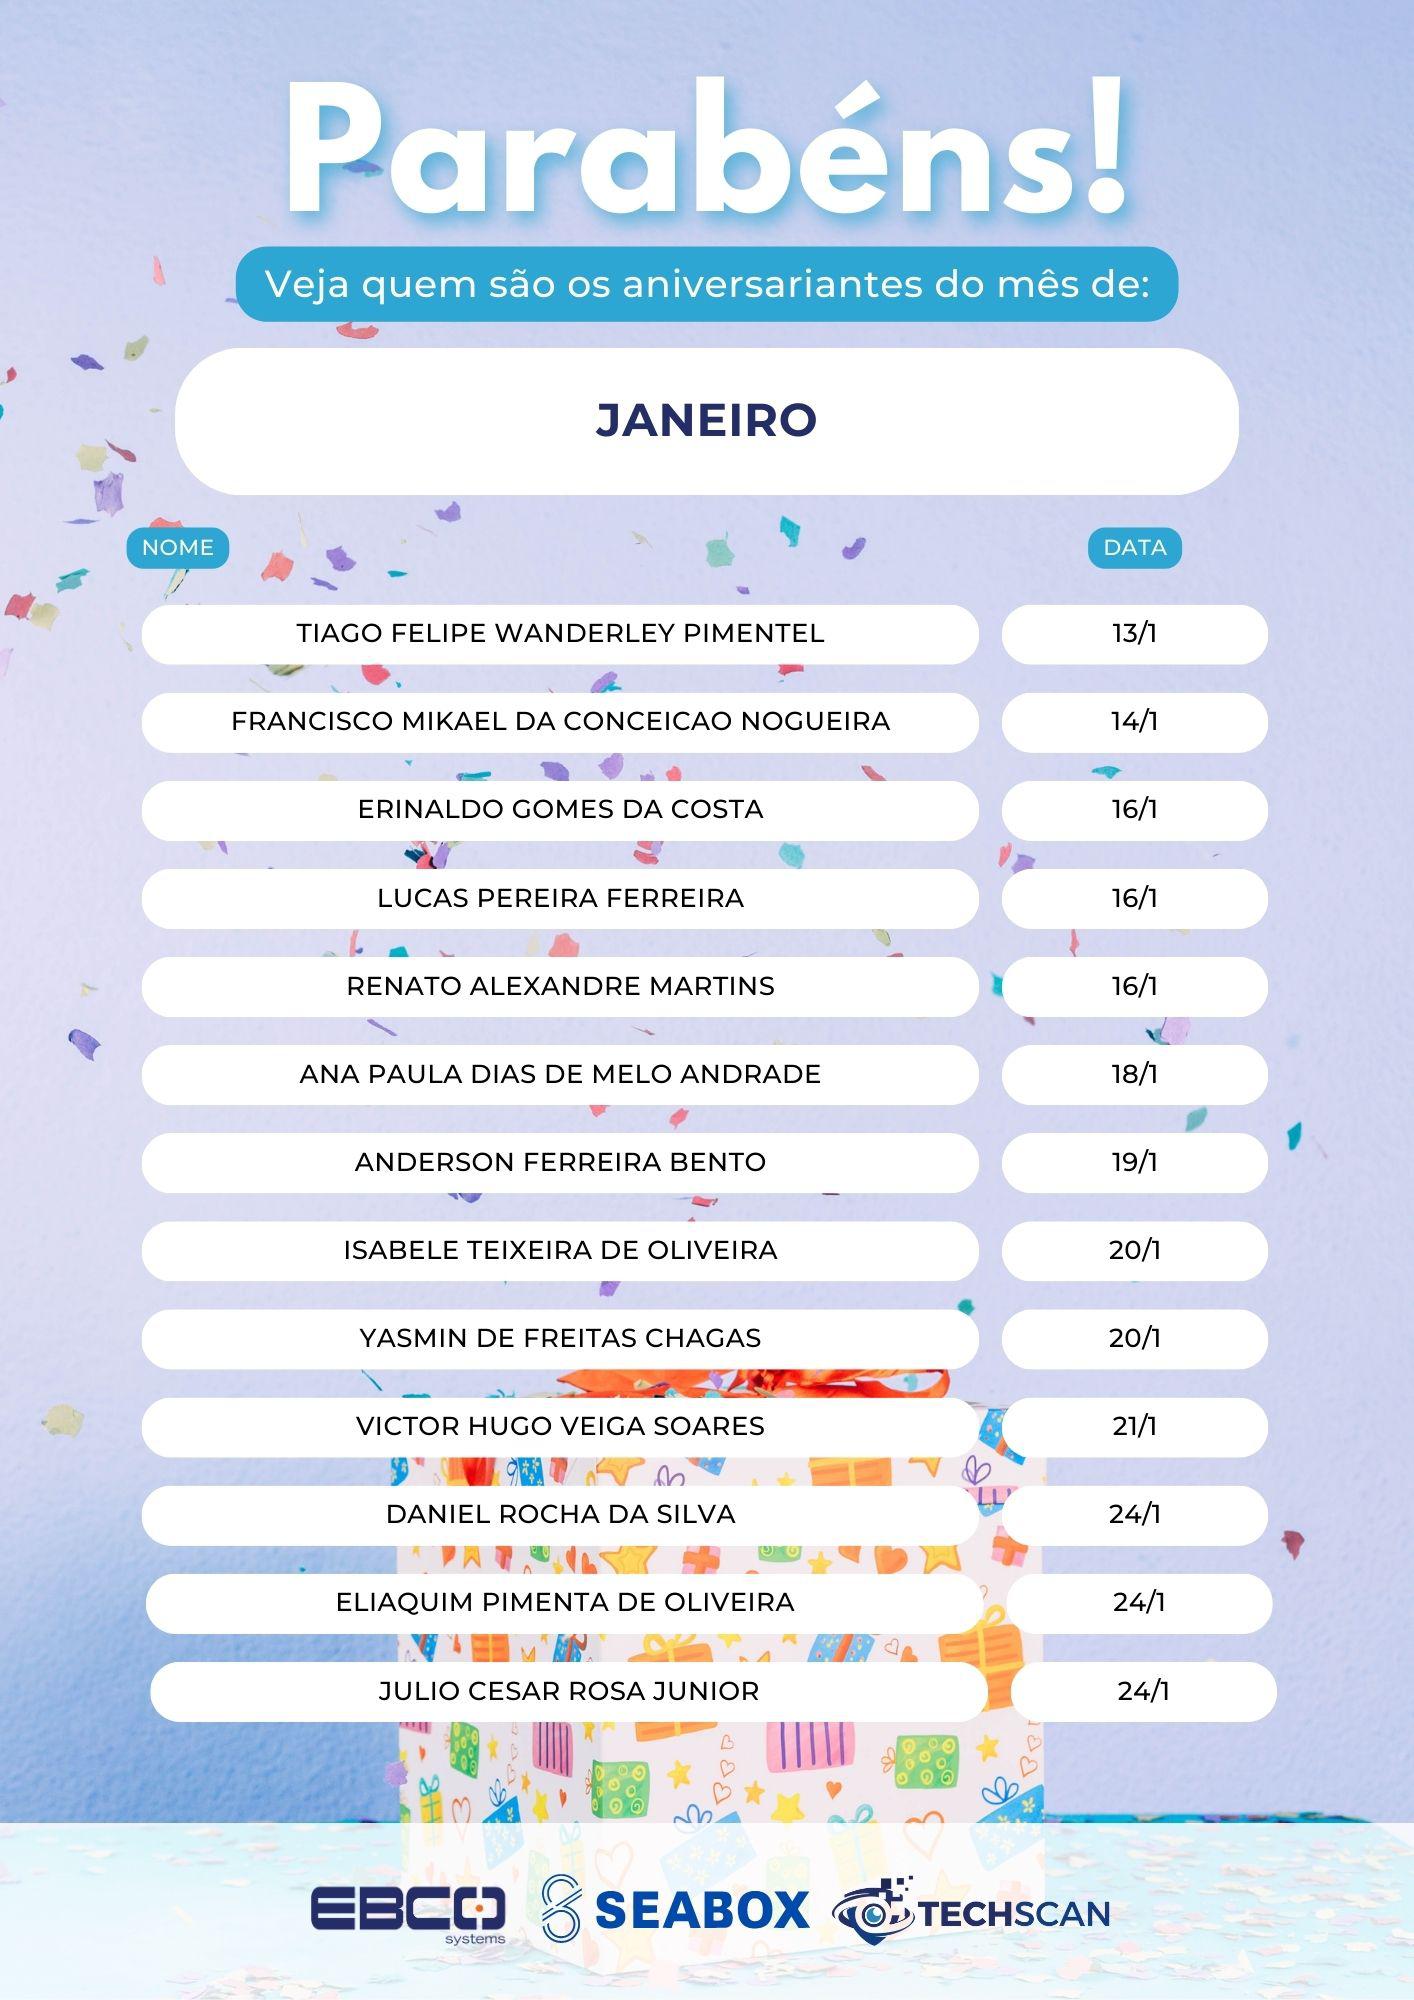 Parabéns!
Veja quem são os aniversariantes do mês de:
JANEIRO
NOME DATA
TIAGO FELIPE WANDERLEY PIMENTEL 13/1
FRANCISCO MIKAEL DA CONCEICAO NOGUEIRA 14/1
ERINALDO GOMES DA COSTA 16/1
LUCAS PEREIRA FERREIRA 16/1
RENATO ALEXANDRE MARTINS 16/1
ANA PAULA DIAS DE MELO ANDRADE 18/1
ANDERSON FERREIRA BENTO 19/1
ISABELE TEIXEIRA DE OLIVEIRA 20/1
YASMIN DE FREITAS CHAGAS 20/1
VICTOR HUGO VEIGA SOARES 21/1
DANIEL ROCHA DA SILVA 24/1
ELIAQUIM PIMENTA DE OLIVEIRA 24/1
JULIO CESAR ROSA JUNIOR 24/1
EBCO systems SEABOX TECHSCAN